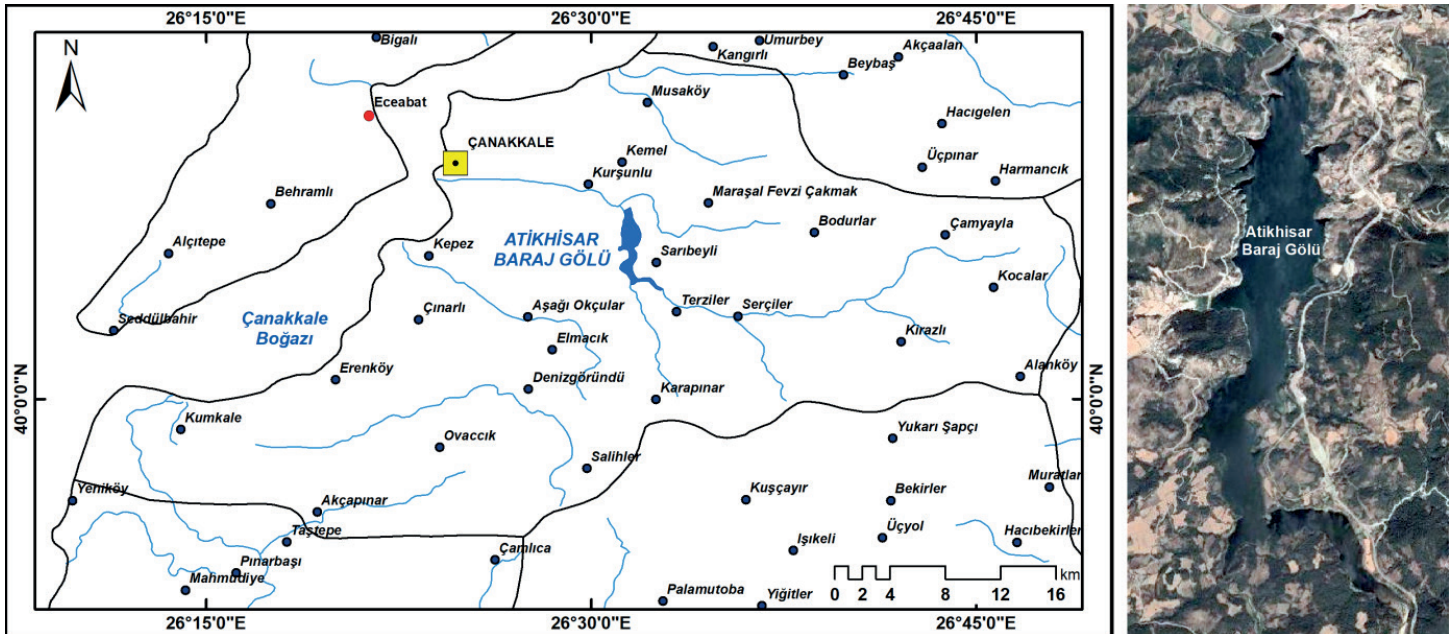 26°15'0"E
26°30'0"E
26°45'0"E
N
Bigalı
Umurbey
Kangırlı
Akçaalan
Beybaş
Eceabat
Musaköy
Hacıgelen
ÇANAKKALE
Kemel
Üçpınar
Kurşunlu
Harmancık
Behramlı
Maraşal Fevzi Çakmak
Bodurlar
Çamyayla
Alçıtepe
Kepez
ATİKHİSAR
BARAJ GÖLÜ
Sarıbeyli
Kocalar
Seddülbahir
Çanakkale
Boğazı
Çınarlı
Aşağı Okçular
Terziler
Serçiler
Elmacık
Kirazlı
Erenköy
Denizgöründü
Karapınar
Alanköy
40°0'0"N
40°0'0"N
Kumkale
Ovaccık
Yukarı Şapçı
Salihler
Yeniköy
Akçapınar
Kuşçayır
Bekirler
Muratlar
Taştepe
Işıkeli
Üçyol
Hacıbekirler
Pınarbaşı
Çamlıca
Mahmudiye
Palamutoba
Yiğitler
km
0 2 4 8 12 16
26°15'0"E
26°30'0"E
26°45'0"E
Atikhisar
Baraj Gölü